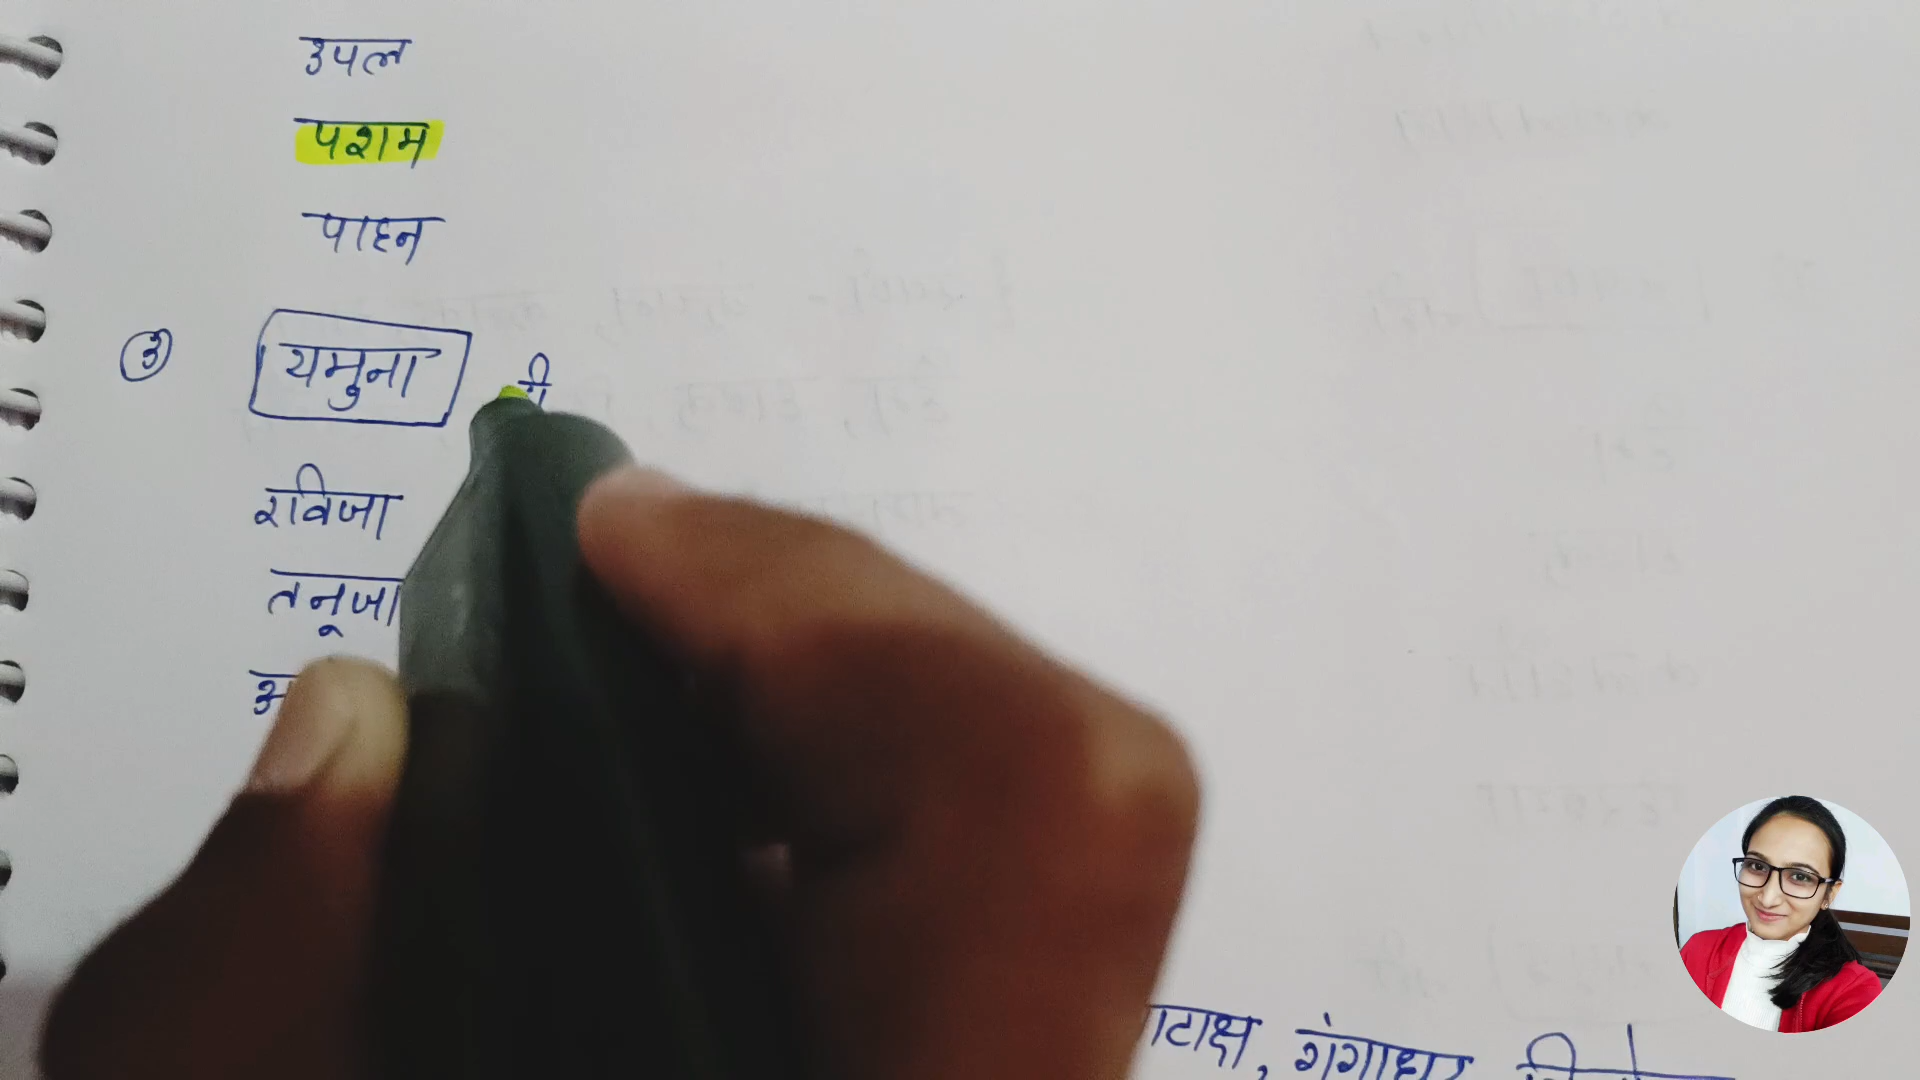 उपल
पशम
पाहन
③ यमुना
रविजा
तनूजा
गंगाधर